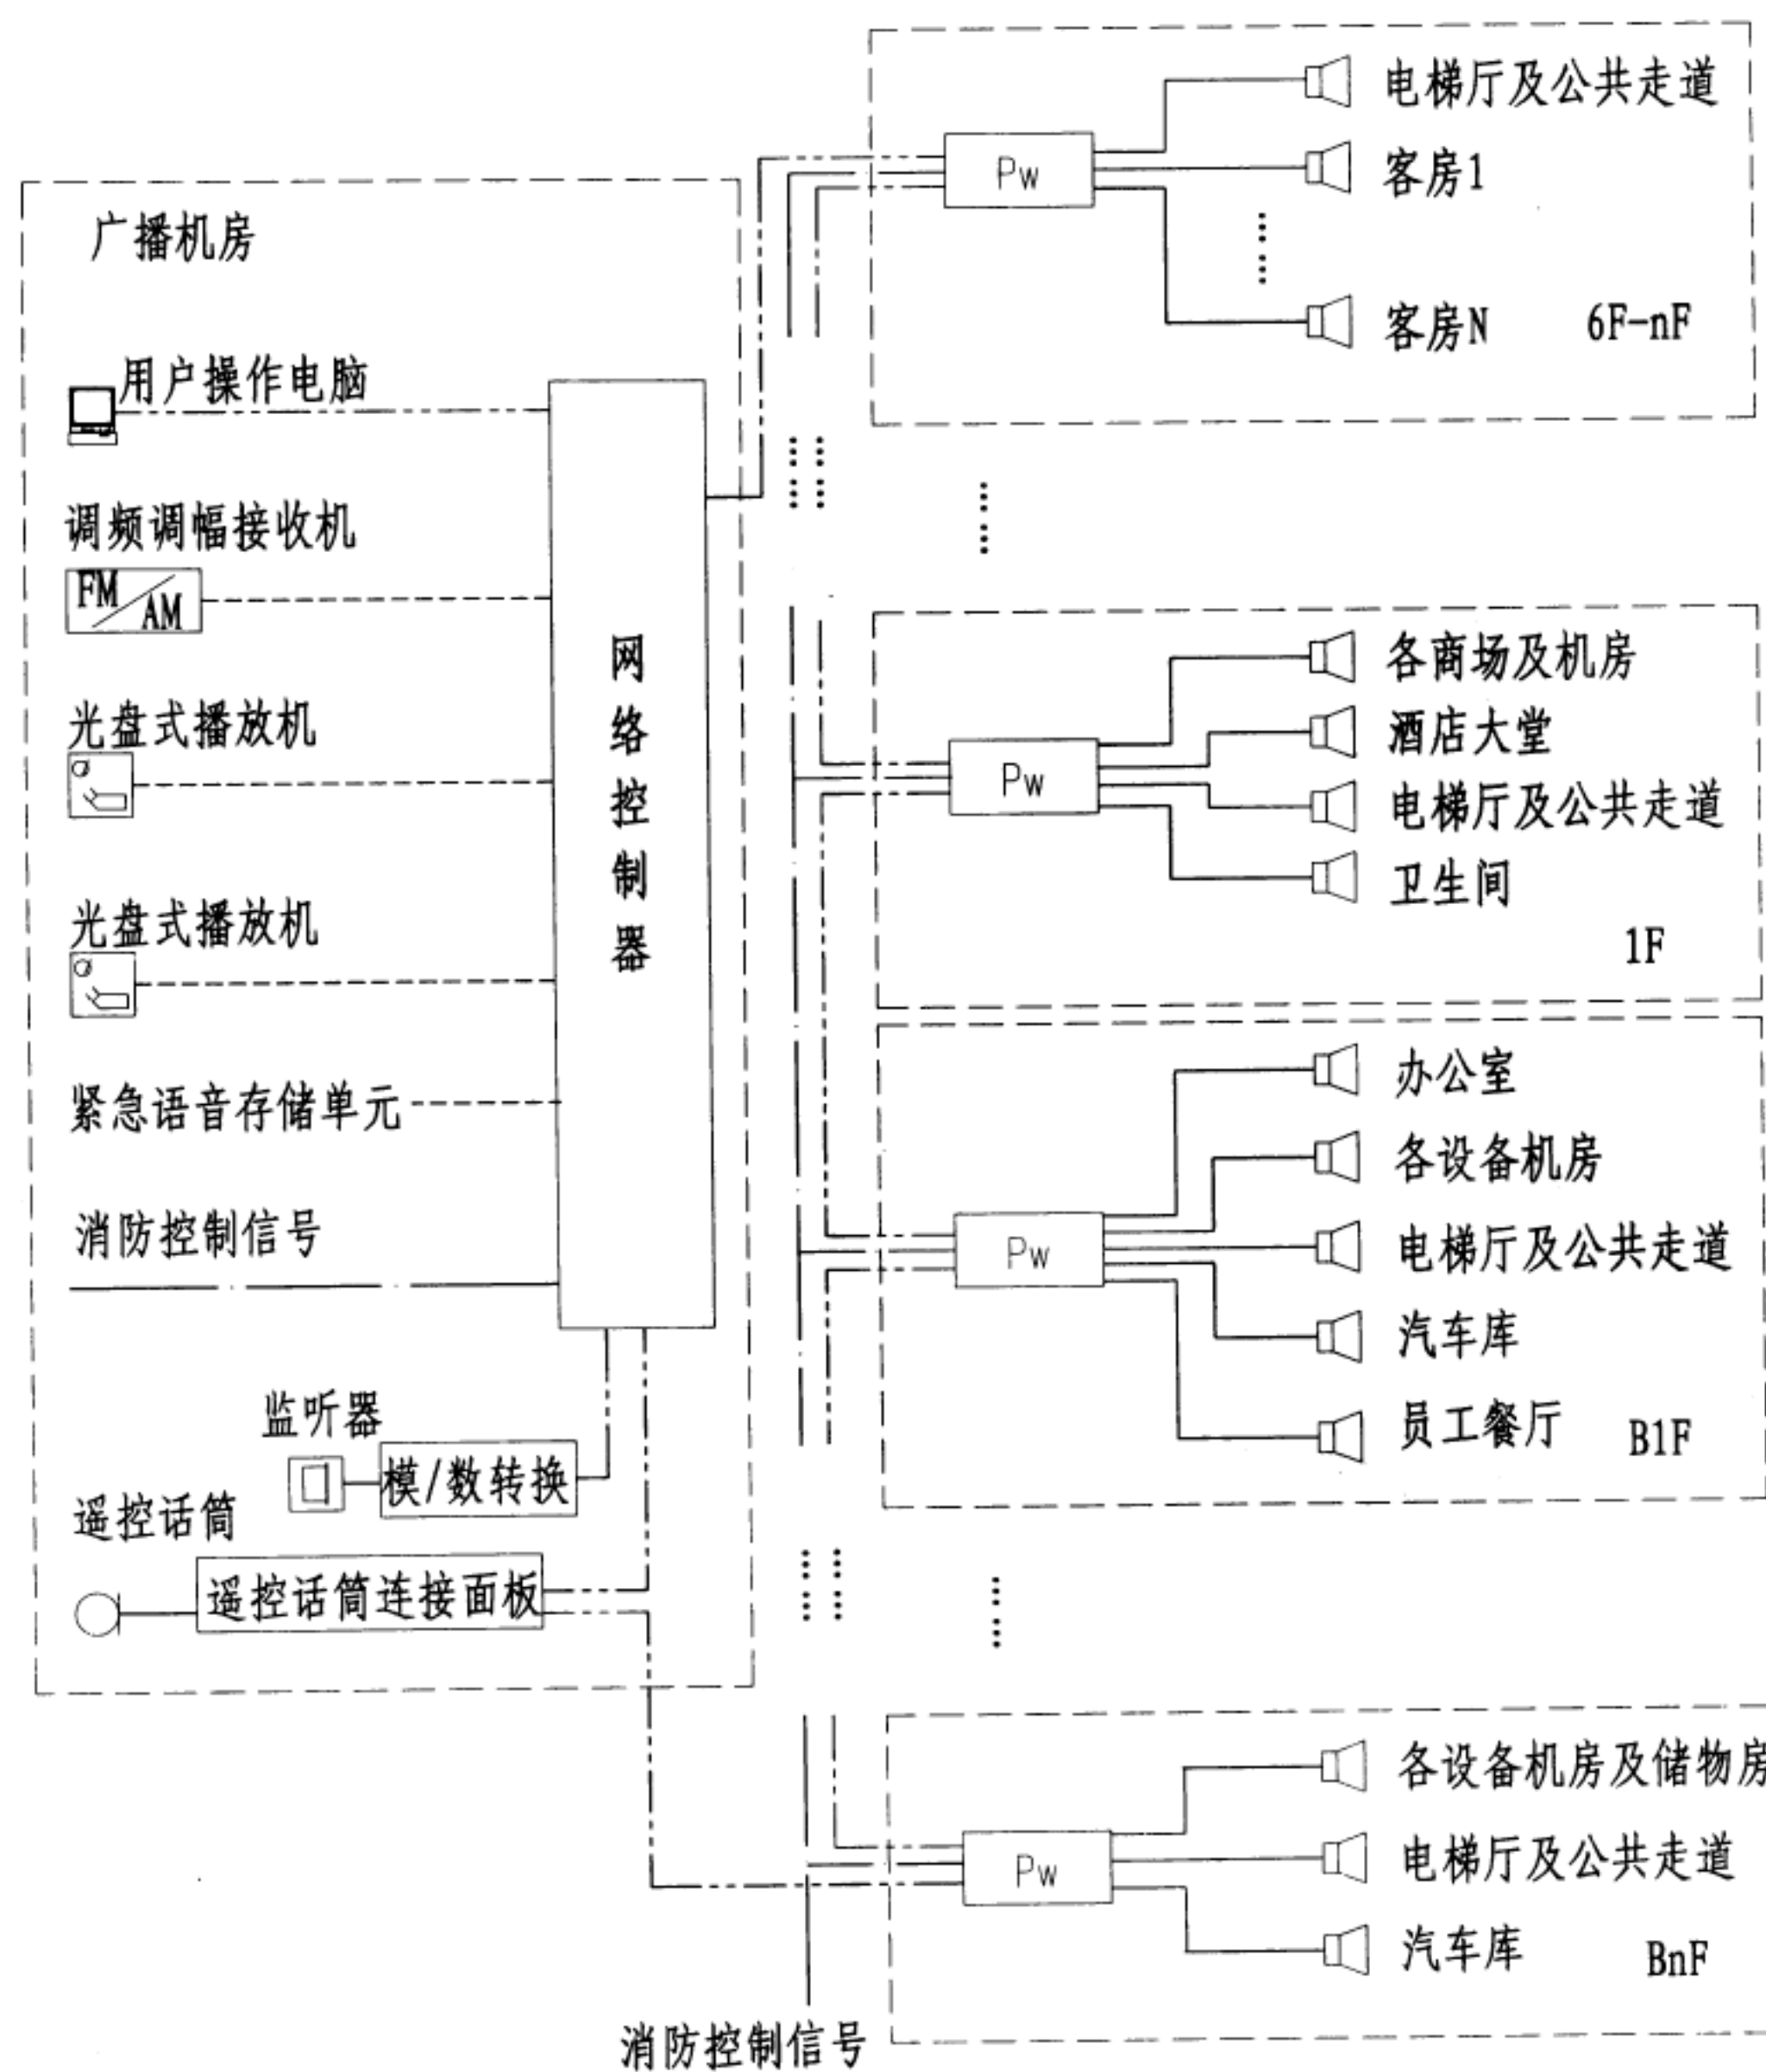 广播机房
用户操作电脑
调频调幅接收机
FM/AM
光盘式播放机
光盘式播放机
紧急语音存储单元
消防控制信号
网络控制器
监听器
模/数转换
遥控话筒
遥控话筒连接面板
Pw
电梯厅及公共走道
客房1
客房N
6F-nF
Pw
各商场及机房
酒店大堂
电梯厅及公共走道
卫生间
1F
Pw
办公室
各设备机房
电梯厅及公共走道
汽车库
员工餐厅
B1F
Pw
各设备机房及储物房
电梯厅及公共走道
汽车库
BnF
消防控制信号